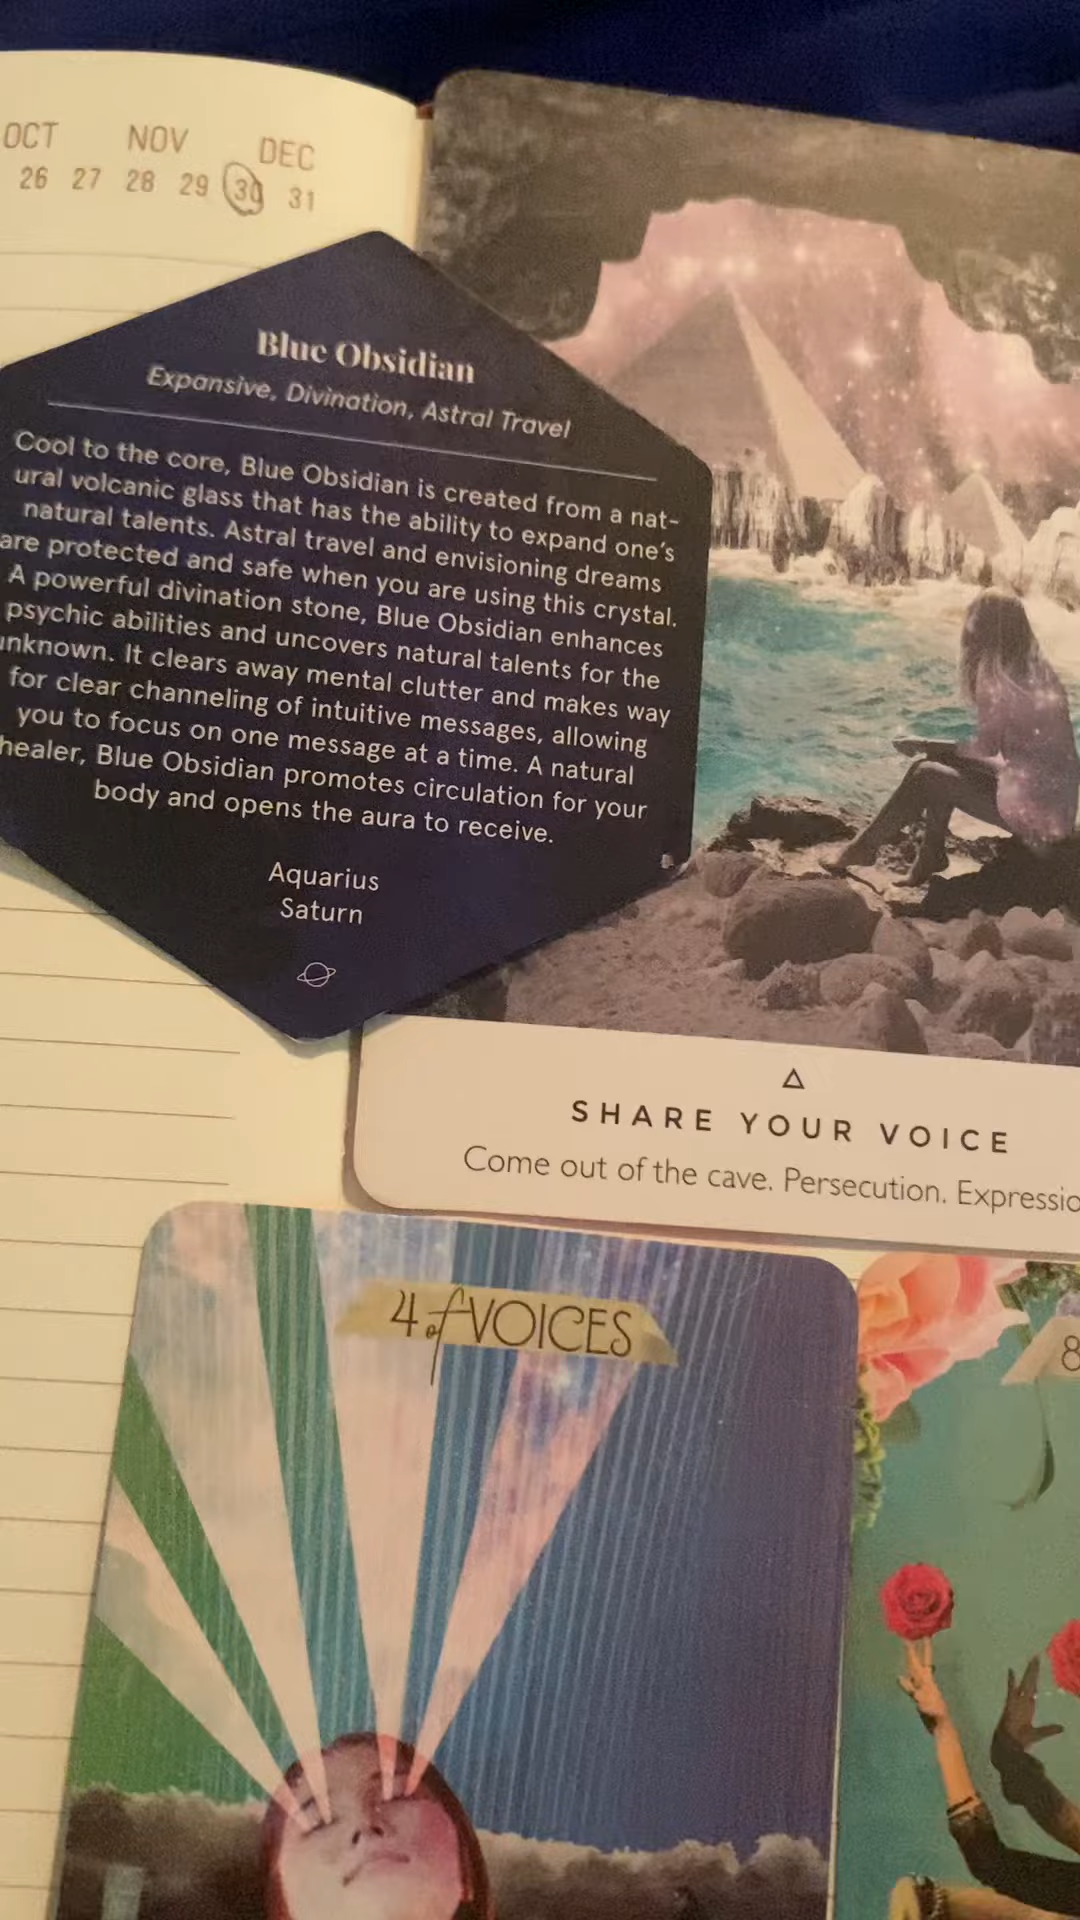 OCT NOV DEC
26 27 28 29 30 31
Blue Obsidian
Expansive, Divination, Astral Travel
Cool to the core, Blue Obsidian is created from a nat-
ural volcanic glass that has the ability to expand one's
natural talents. Astral travel and envisioning dreams
are protected and safe when you are using this crystal.
A powerful divination stone, Blue Obsidian enhances
psychic abilities and uncovers natural talents for the
unknown. It clears away mental clutter and makes way
for clear channeling of intuitive messages, allowing
you to focus on one message at a time. A natural
healer, Blue Obsidian promotes circulation for your
body and opens the aura to receive.
Aquarius
Saturn
SHARE YOUR VOICE
Come out of the cave. Persecution. Expressio
4 of VOICES
8